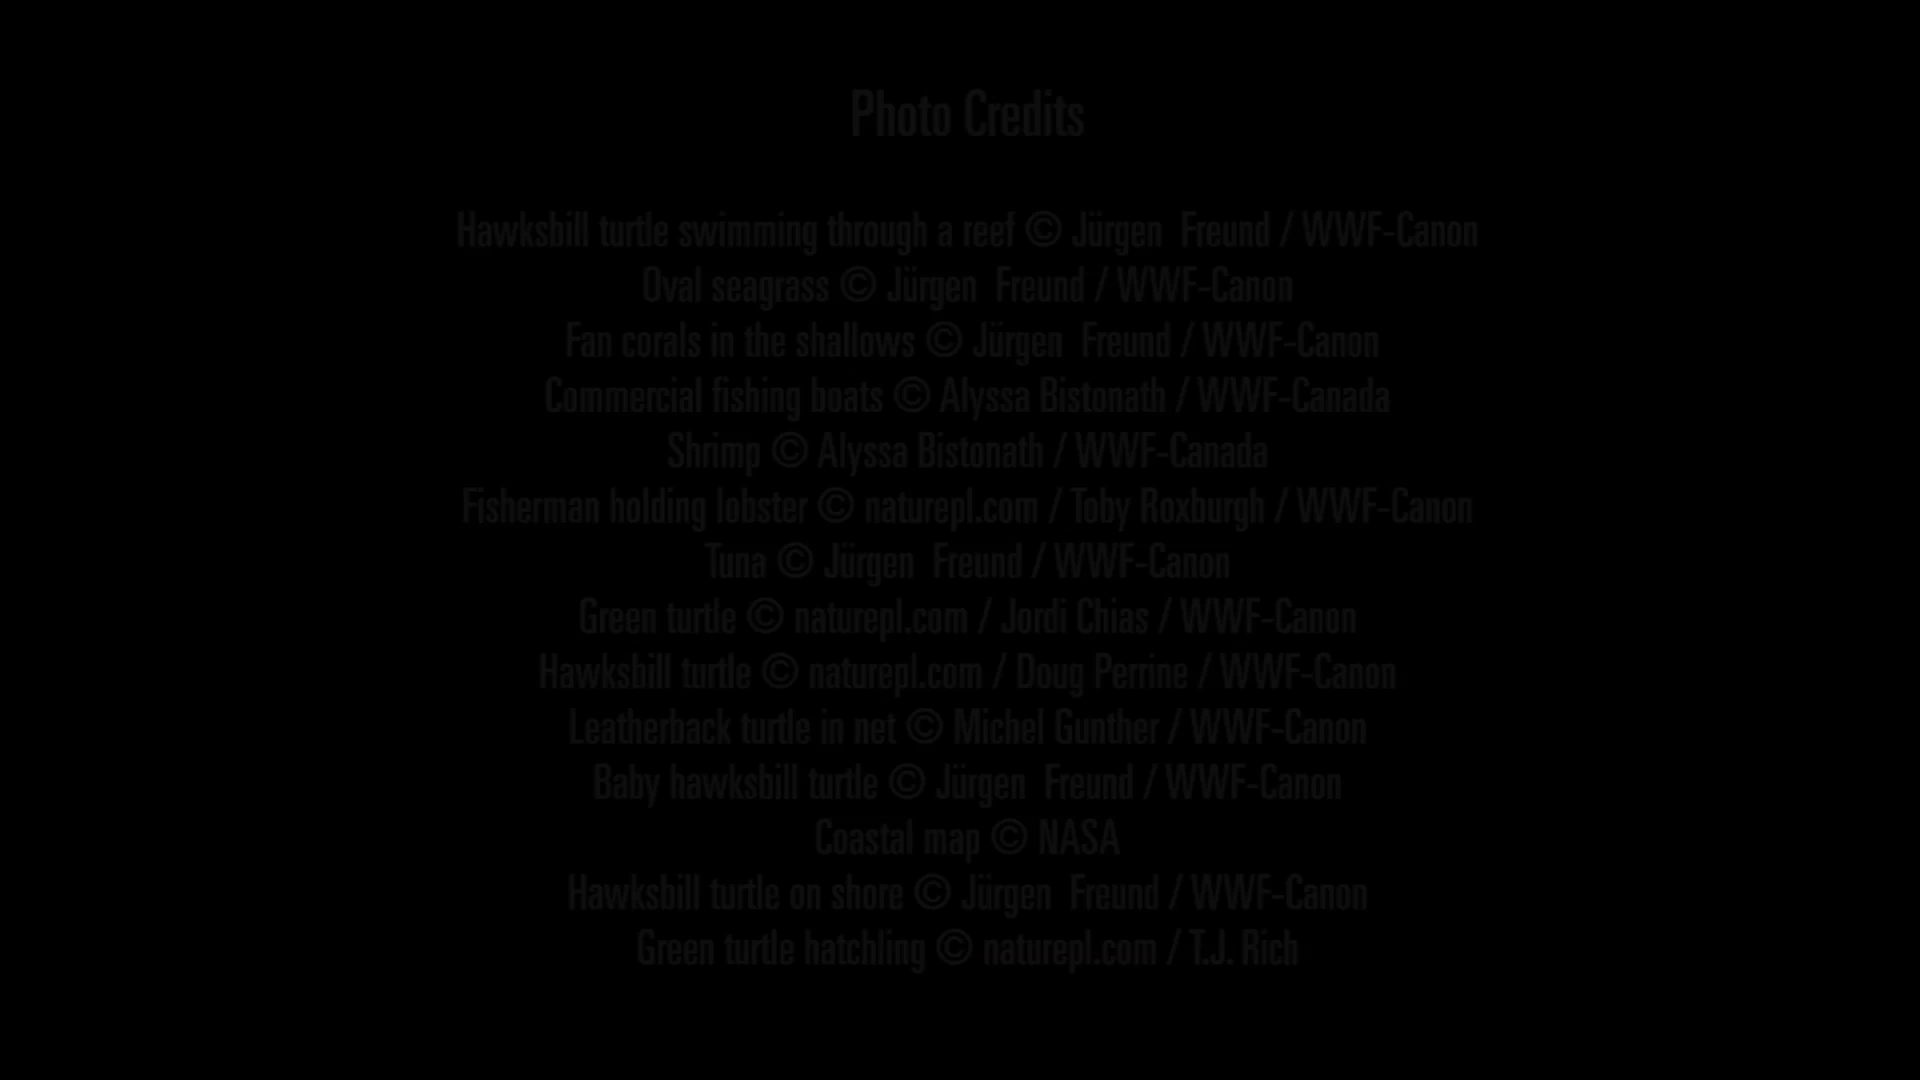 Photo Credits
Hawksbill turtle swimming through a reef © Jürgen  Freund / WWF-Canon
Oval seagrass © Jürgen  Freund / WWF-Canon
Fan corals in the shallows © Jürgen  Freund / WWF-Canon
Commercial fishing boats © Alyssa Bistonath / WWF-Canada
Shrimp © Alyssa Bistonath / WWF-Canada
Fisherman holding lobster © naturepl.com / Toby Roxburgh / WWF-Canon
Tuna © Jürgen  Freund / WWF-Canon
Green turtle © naturepl.com / Jordi Chias / WWF-Canon
Hawksbill turtle © naturepl.com / Doug Perrine / WWF-Canon
Leatherback turtle in net © Michel Gunther / WWF-Canon
Baby hawksbill turtle © Jürgen  Freund / WWF-Canon
Coastal map © NASA
Hawksbill turtle on shore © Jürgen  Freund / WWF-Canon
Green turtle hatchling © naturepl.com / T.J. Rich